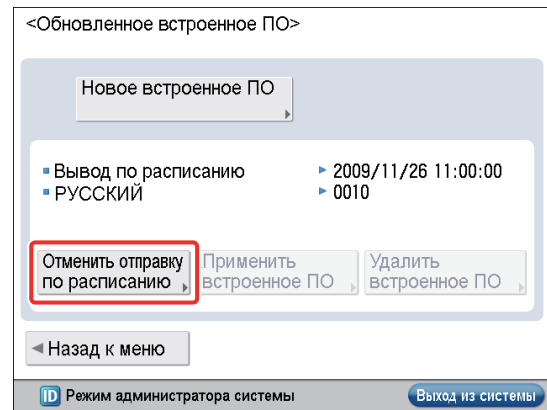 <Обновленное встроенное ПО>
Новое встроенное ПО
Вывод по расписанию 2009/11/26 11:00:00
РУССКИЙ 0010
Отменить отправку по расписанию
Применить встроенное ПО
Удалить встроенное ПО
Назад к меню
ID Режим администратора системы Выход из системы